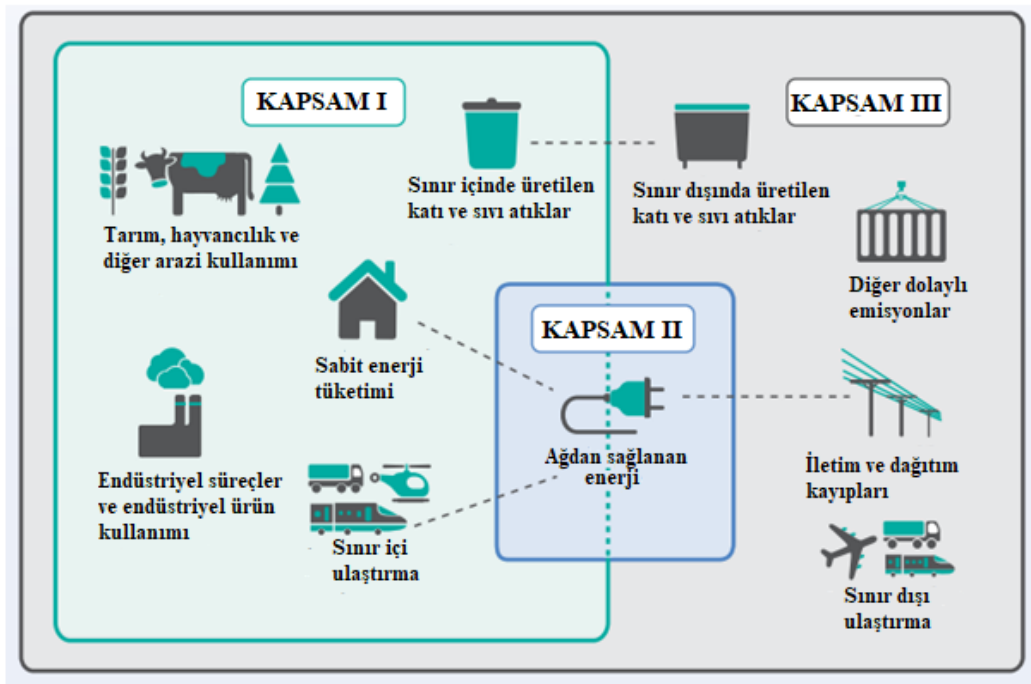 KAPSAM I
KAPSAM III
Sınır içinde üretilen
katı ve sıvı atıklar
Sınır dışında üretilen
katı ve sıvı atıklar
Tarım, hayvancılık ve
diğer arazi kullanımı
Diğer dolaylı
emisyonlar
KAPSAM II
Sabit enerji
tüketimi
Ağdan sağlanan
enerji
İletim ve dağıtım
kayıpları
Endüstriyel süreçler
ve endüstriyel ürün
kullanımı
Sınır içi
ulaştırma
Sınır dışı
ulaştırma